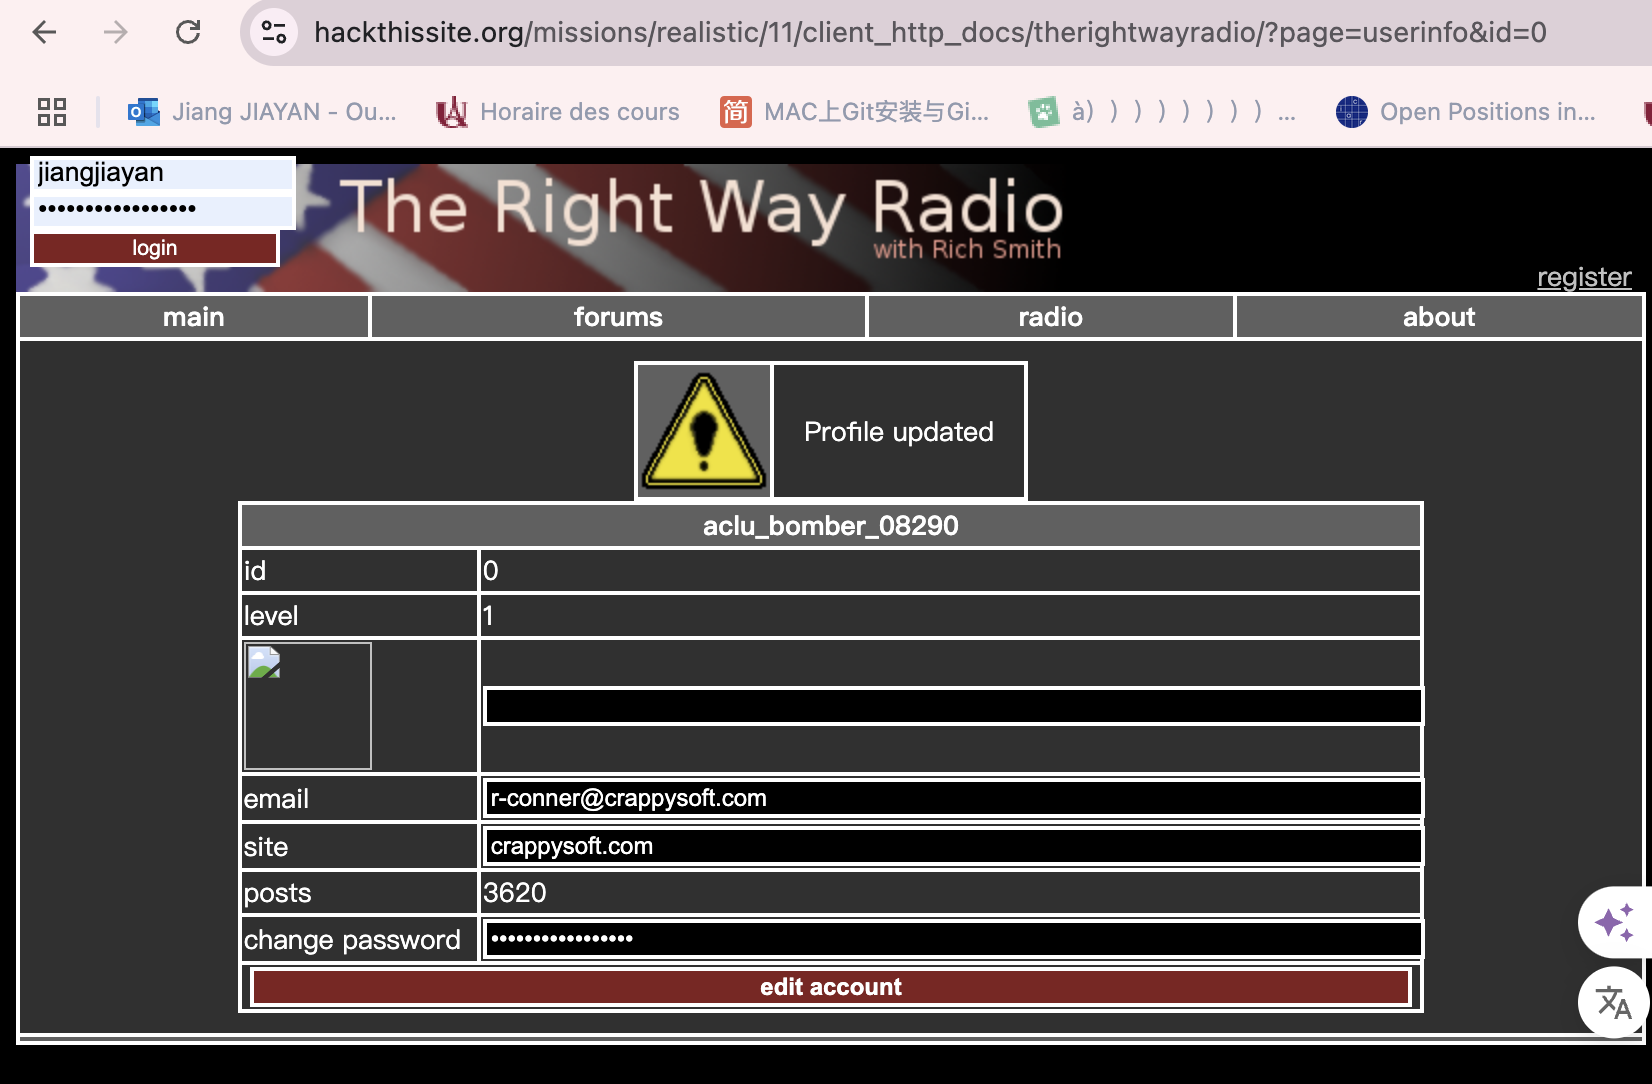 hackthissite.org/missions/realistic/11/client_http_docs/therightwayradio/?page=userinfo&id=0
Jiang JIAYAN - Ou... Horaire des cours MAC上Git安装与Gi... à) ) ) ) ) ) ) ) ... Open Positions in...
jiangjiayan
•••••••••••••••••
login
The Right Way Radio
with Rich Smith
register
main forums radio about
Profile updated
aclu_bomber_08290
id 0
level 1
email r-conner@crappysoft.com
site crappysoft.com
posts 3620
change password •••••••••••••••••
edit account